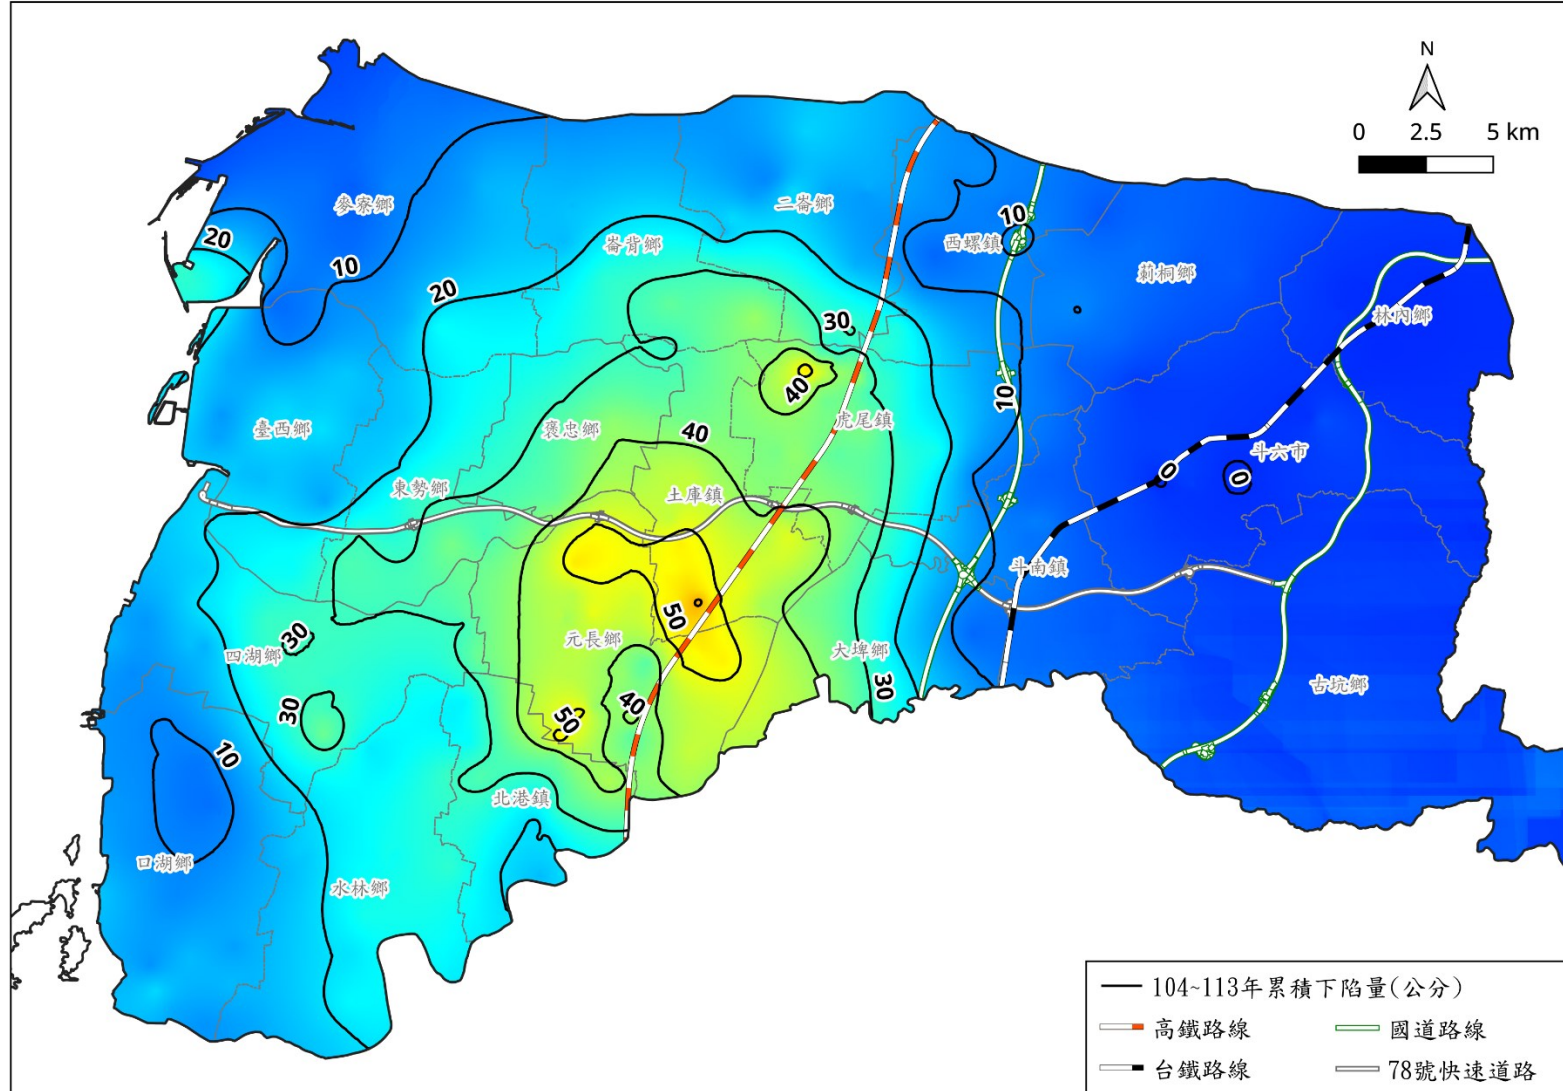 N
0 2.5 5 km
麥寮鄉
二崙鄉
10
20
崙背鄉
西螺鎮
10
20
莿桐鄉
30
林內鄉
40
10
臺西鄉
褒忠鄉
40
虎尾鎮
斗六市
0
0
東勢鄉
土庫鎮
斗南鎮
50
30
四湖鄉
元長鄉
大埤鄉
30
古坑鄉
30
50
40
10
北港鎮
口湖鄉
水林鄉
104~113年累積下陷量(公分)
高鐵路線
國道路線
台鐵路線
78號快速道路